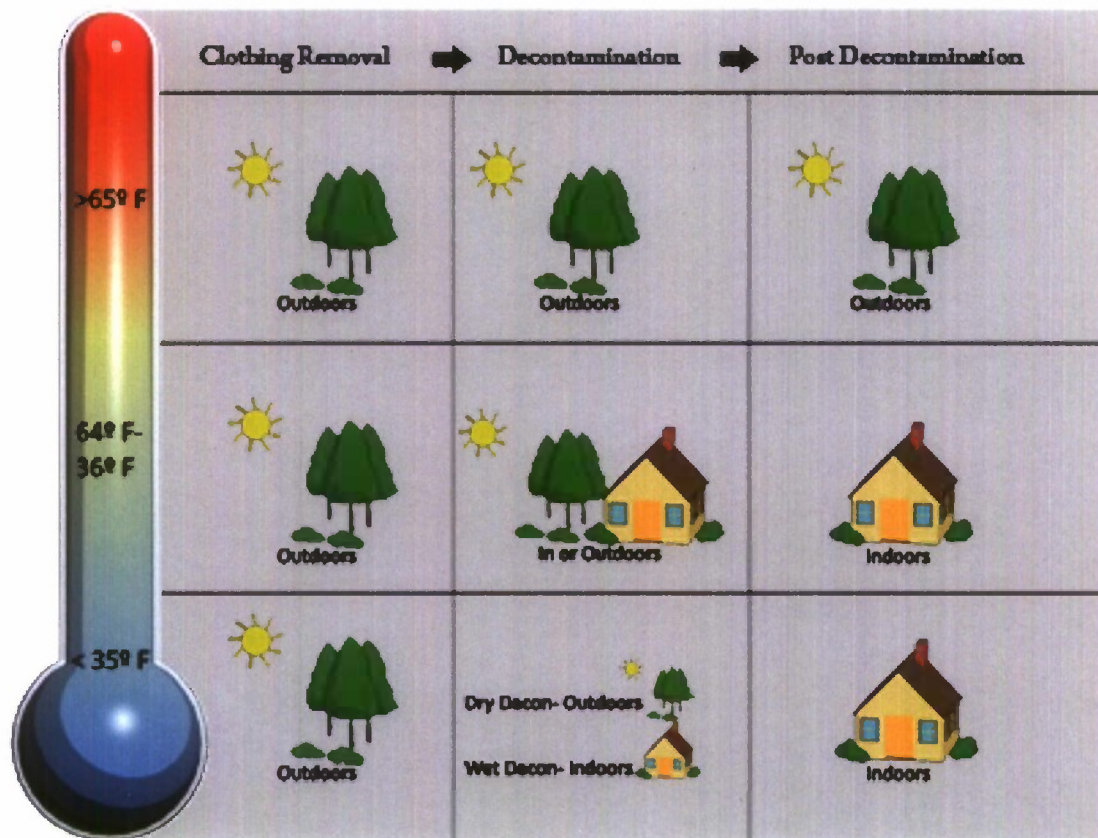 Clothing Removal
Decontamination
Post Decontamination
>65º F
Outdoors
Outdoors
Outdoors
64º F-
36º F
Outdoors
In or Outdoors
Indoors
< 35º F
Outdoors
Dry Decon- Outdoors
Wet Decon- Indoors
Indoors